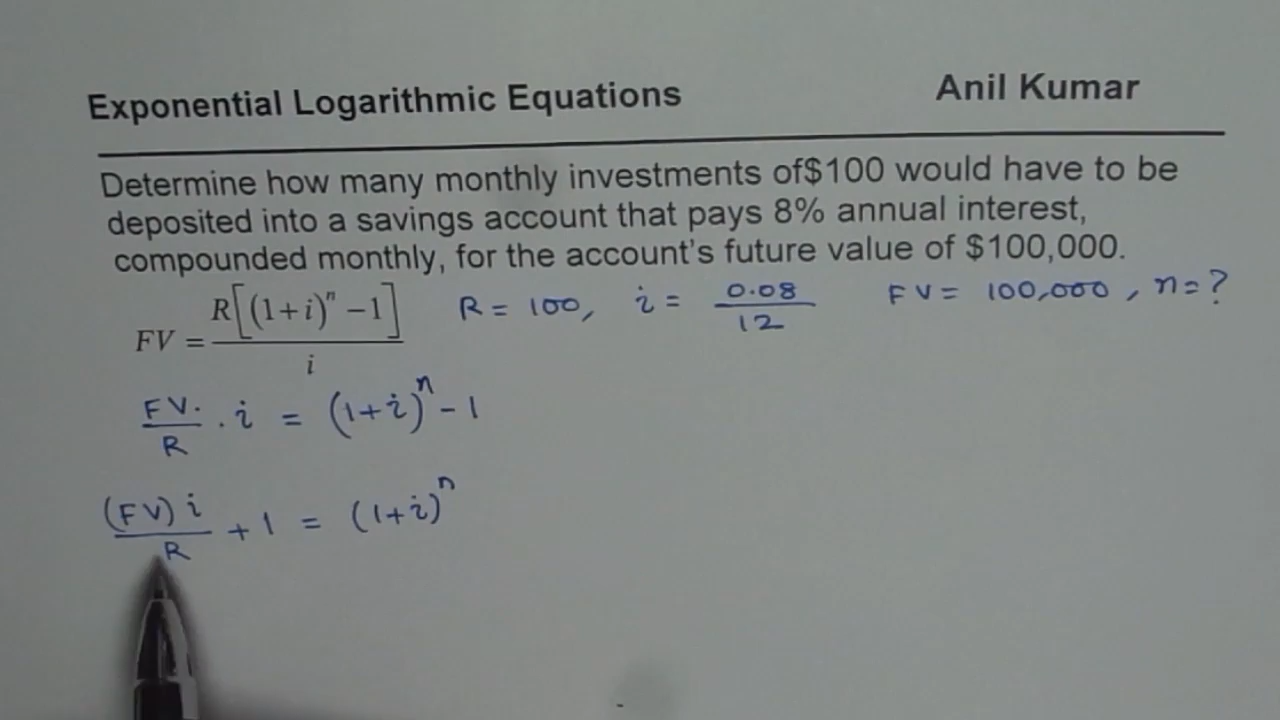 Exponential Logarithmic Equations Anil Kumar
Determine how many monthly investments of$100 would have to be
deposited into a savings account that pays 8% annual interest,
compounded monthly, for the account's future value of $100,000.
FV = R[(1+i)^n −1] / i R = 100, i = 0.08 / 12 FV = 100,000, n = ?
FV. / R . i = (1+i)^n - 1
(FV) i / R + 1 = (1+i)^n